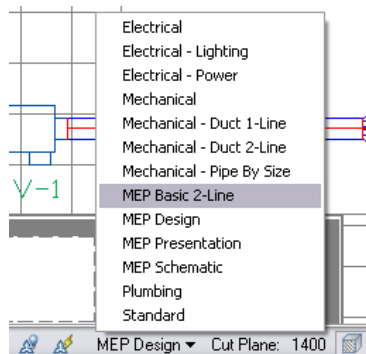 Electrical
Electrical - Lighting
Electrical - Power
Mechanical
Mechanical - Duct 1-Line
Mechanical - Duct 2-Line
Mechanical - Pipe By Size
V-1
MEP Basic 2-Line
MEP Design
MEP Presentation
MEP Schematic
Plumbing
Standard
MEP Design Cut Plane: 1400